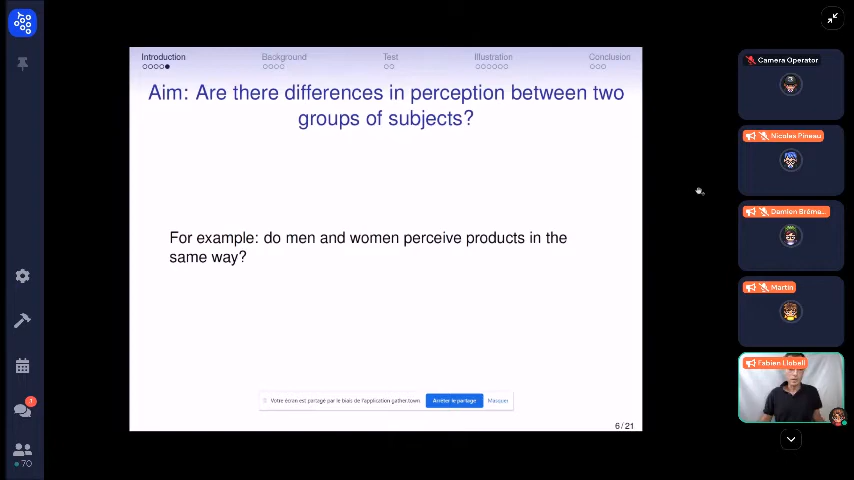 Introduction
Background
Test
Illustration
Conclusion
Aim: Are there differences in perception between two
groups of subjects?
For example: do men and women perceive products in the
same way?
Votre écran est partagé par le biais de l'application gather.town.
Arrêter le partage
Masquer
6/21
Camera Operator
Nicolas Pineau
Damien Bréme...
Martin
Fabien Llobell
70